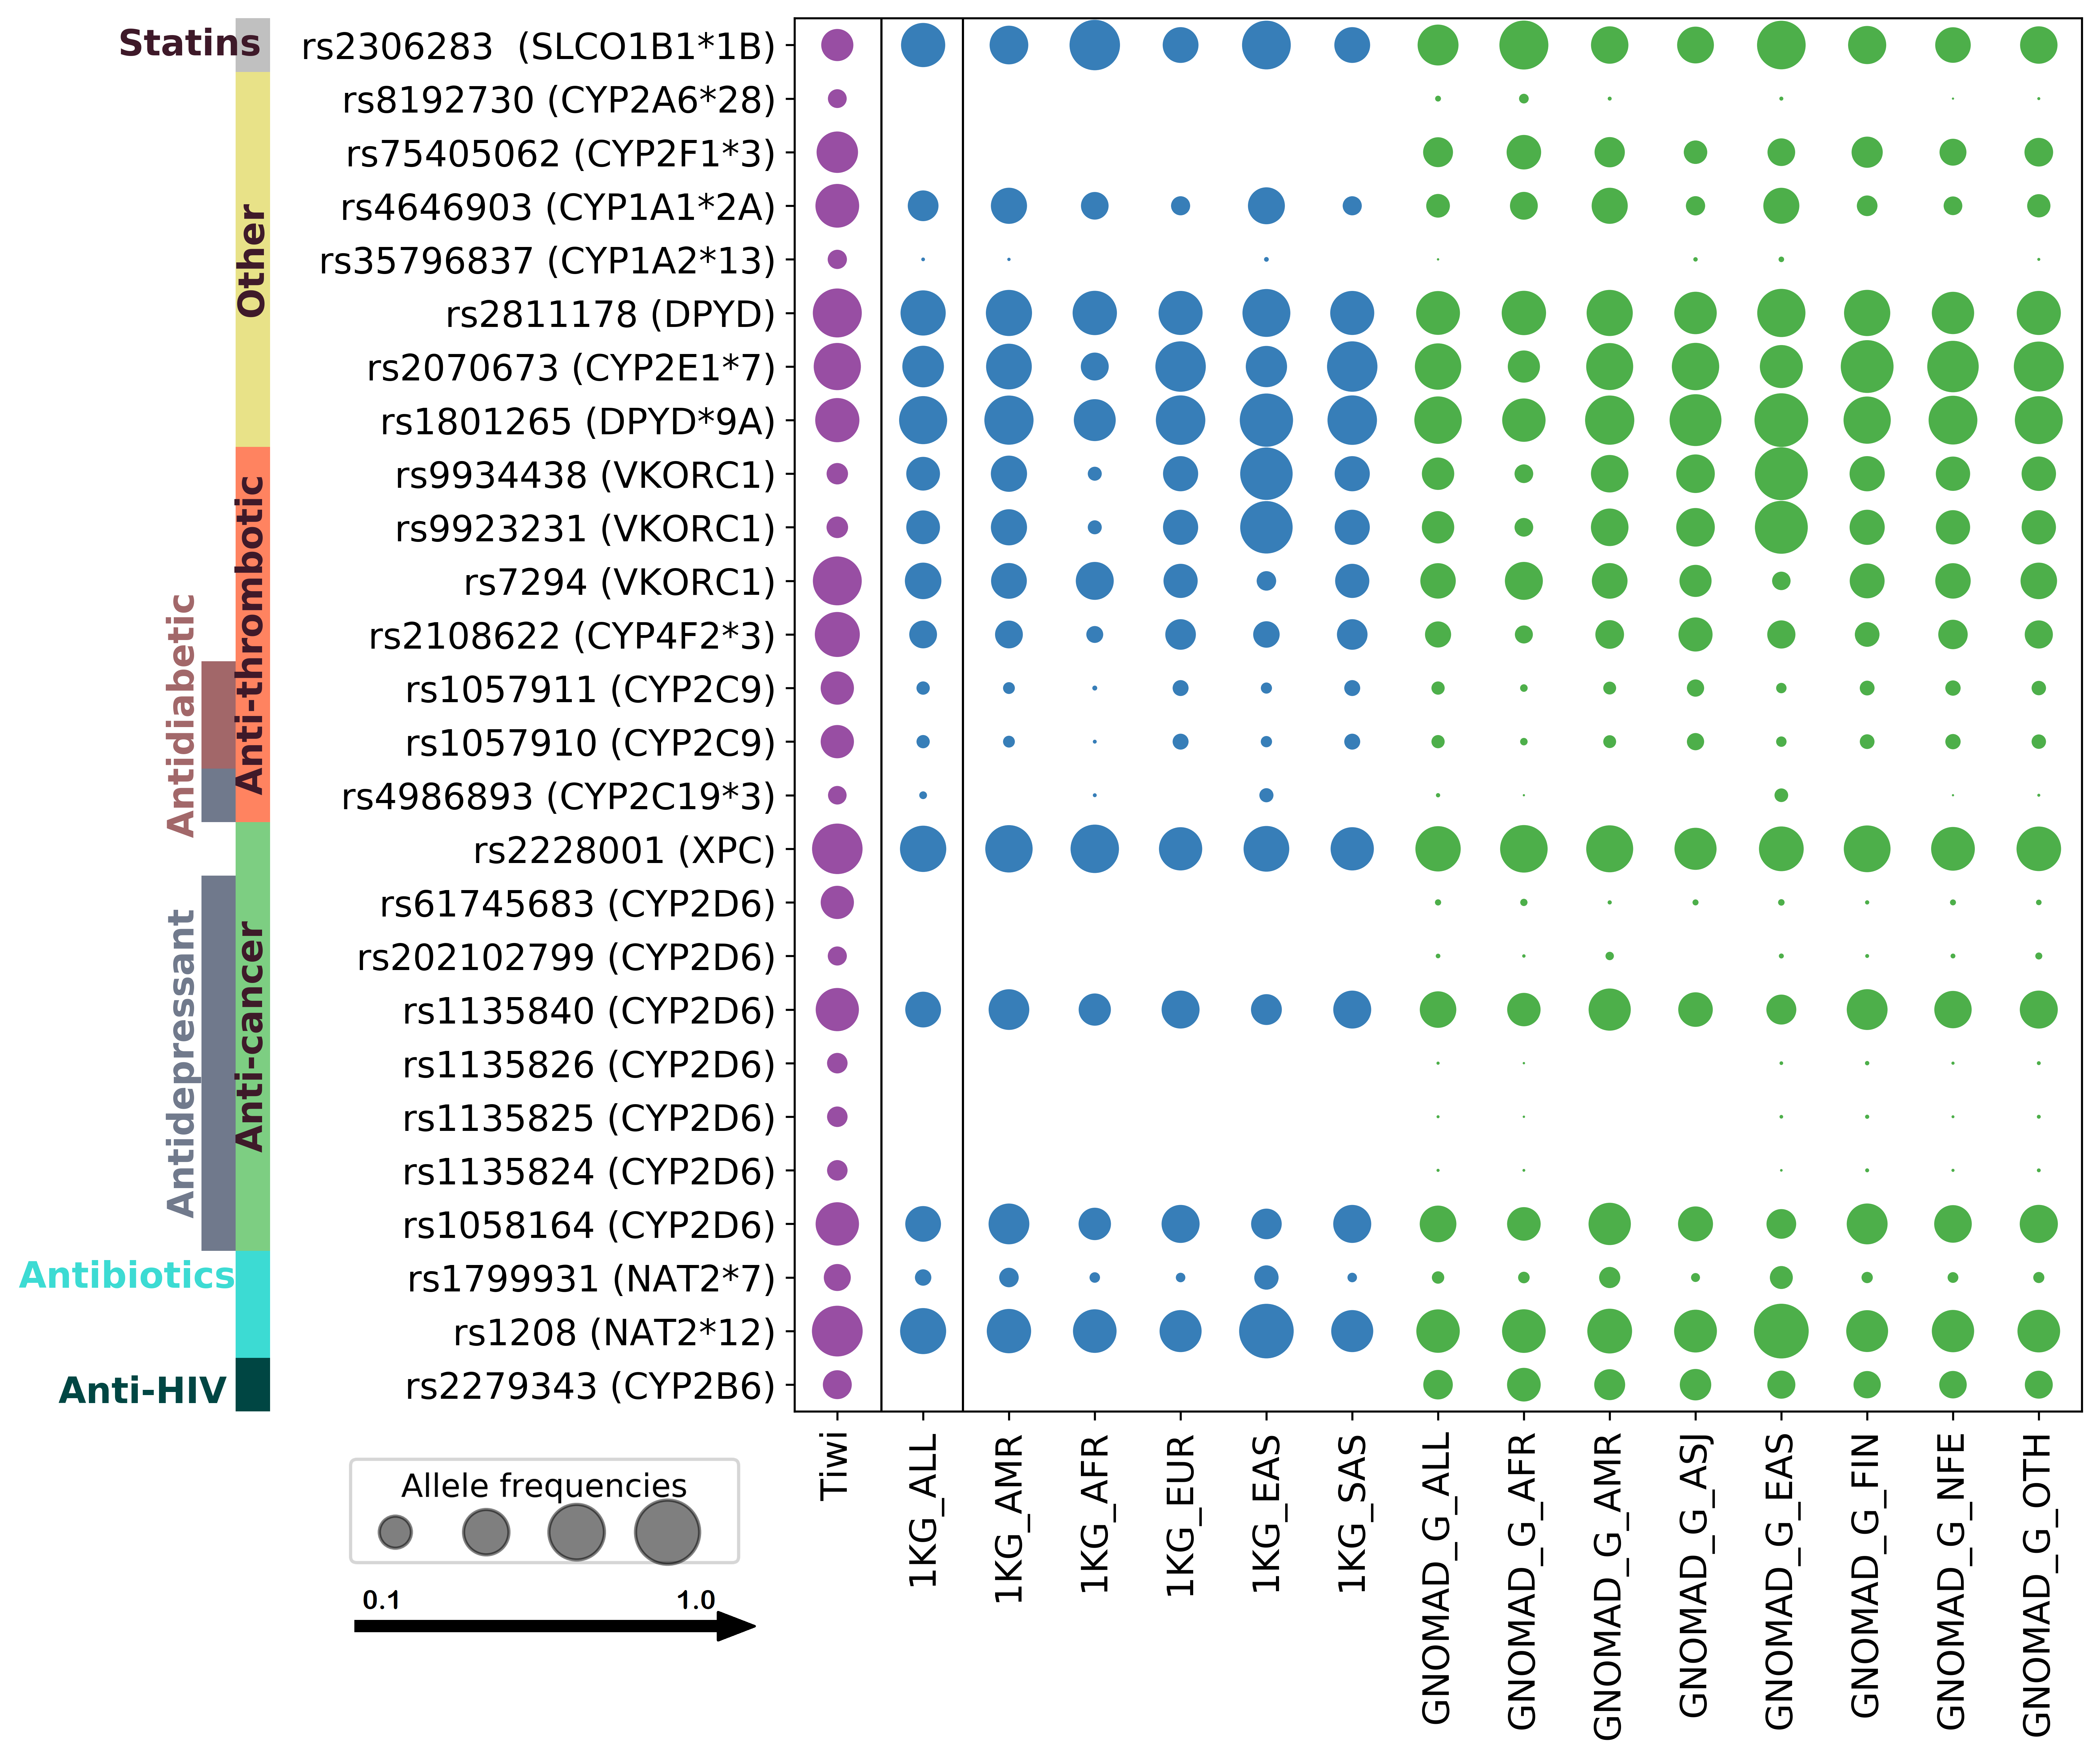 Statins
Other
Anti-thrombotic
Antidiabetic
Anti-cancer
Antidepressant
Antibiotics
Anti-HIV
rs2306283 (SLCO1B1*1B)
rs8192730 (CYP2A6*28)
rs75405062 (CYP2F1*3)
rs4646903 (CYP1A1*2A)
rs35796837 (CYP1A2*13)
rs2811178 (DPYD)
rs2070673 (CYP2E1*7)
rs1801265 (DPYD*9A)
rs9934438 (VKORC1)
rs9923231 (VKORC1)
rs7294 (VKORC1)
rs2108622 (CYP4F2*3)
rs1057911 (CYP2C9)
rs1057910 (CYP2C9)
rs4986893 (CYP2C19*3)
rs2228001 (XPC)
rs61745683 (CYP2D6)
rs202102799 (CYP2D6)
rs1135840 (CYP2D6)
rs1135826 (CYP2D6)
rs1135825 (CYP2D6)
rs1135824 (CYP2D6)
rs1058164 (CYP2D6)
rs1799931 (NAT2*7)
rs1208 (NAT2*12)
rs2279343 (CYP2B6)
Tiwi
1KG_ALL
1KG_AMR
1KG_AFR
1KG_EUR
1KG_EAS
1KG_SAS
GNOMAD_G_ALL
GNOMAD_G_AFR
GNOMAD_G_AMR
GNOMAD_G_ASJ
GNOMAD_G_EAS
GNOMAD_G_FIN
GNOMAD_G_NFE
GNOMAD_G_OTH
Allele frequencies
0.1 1.0